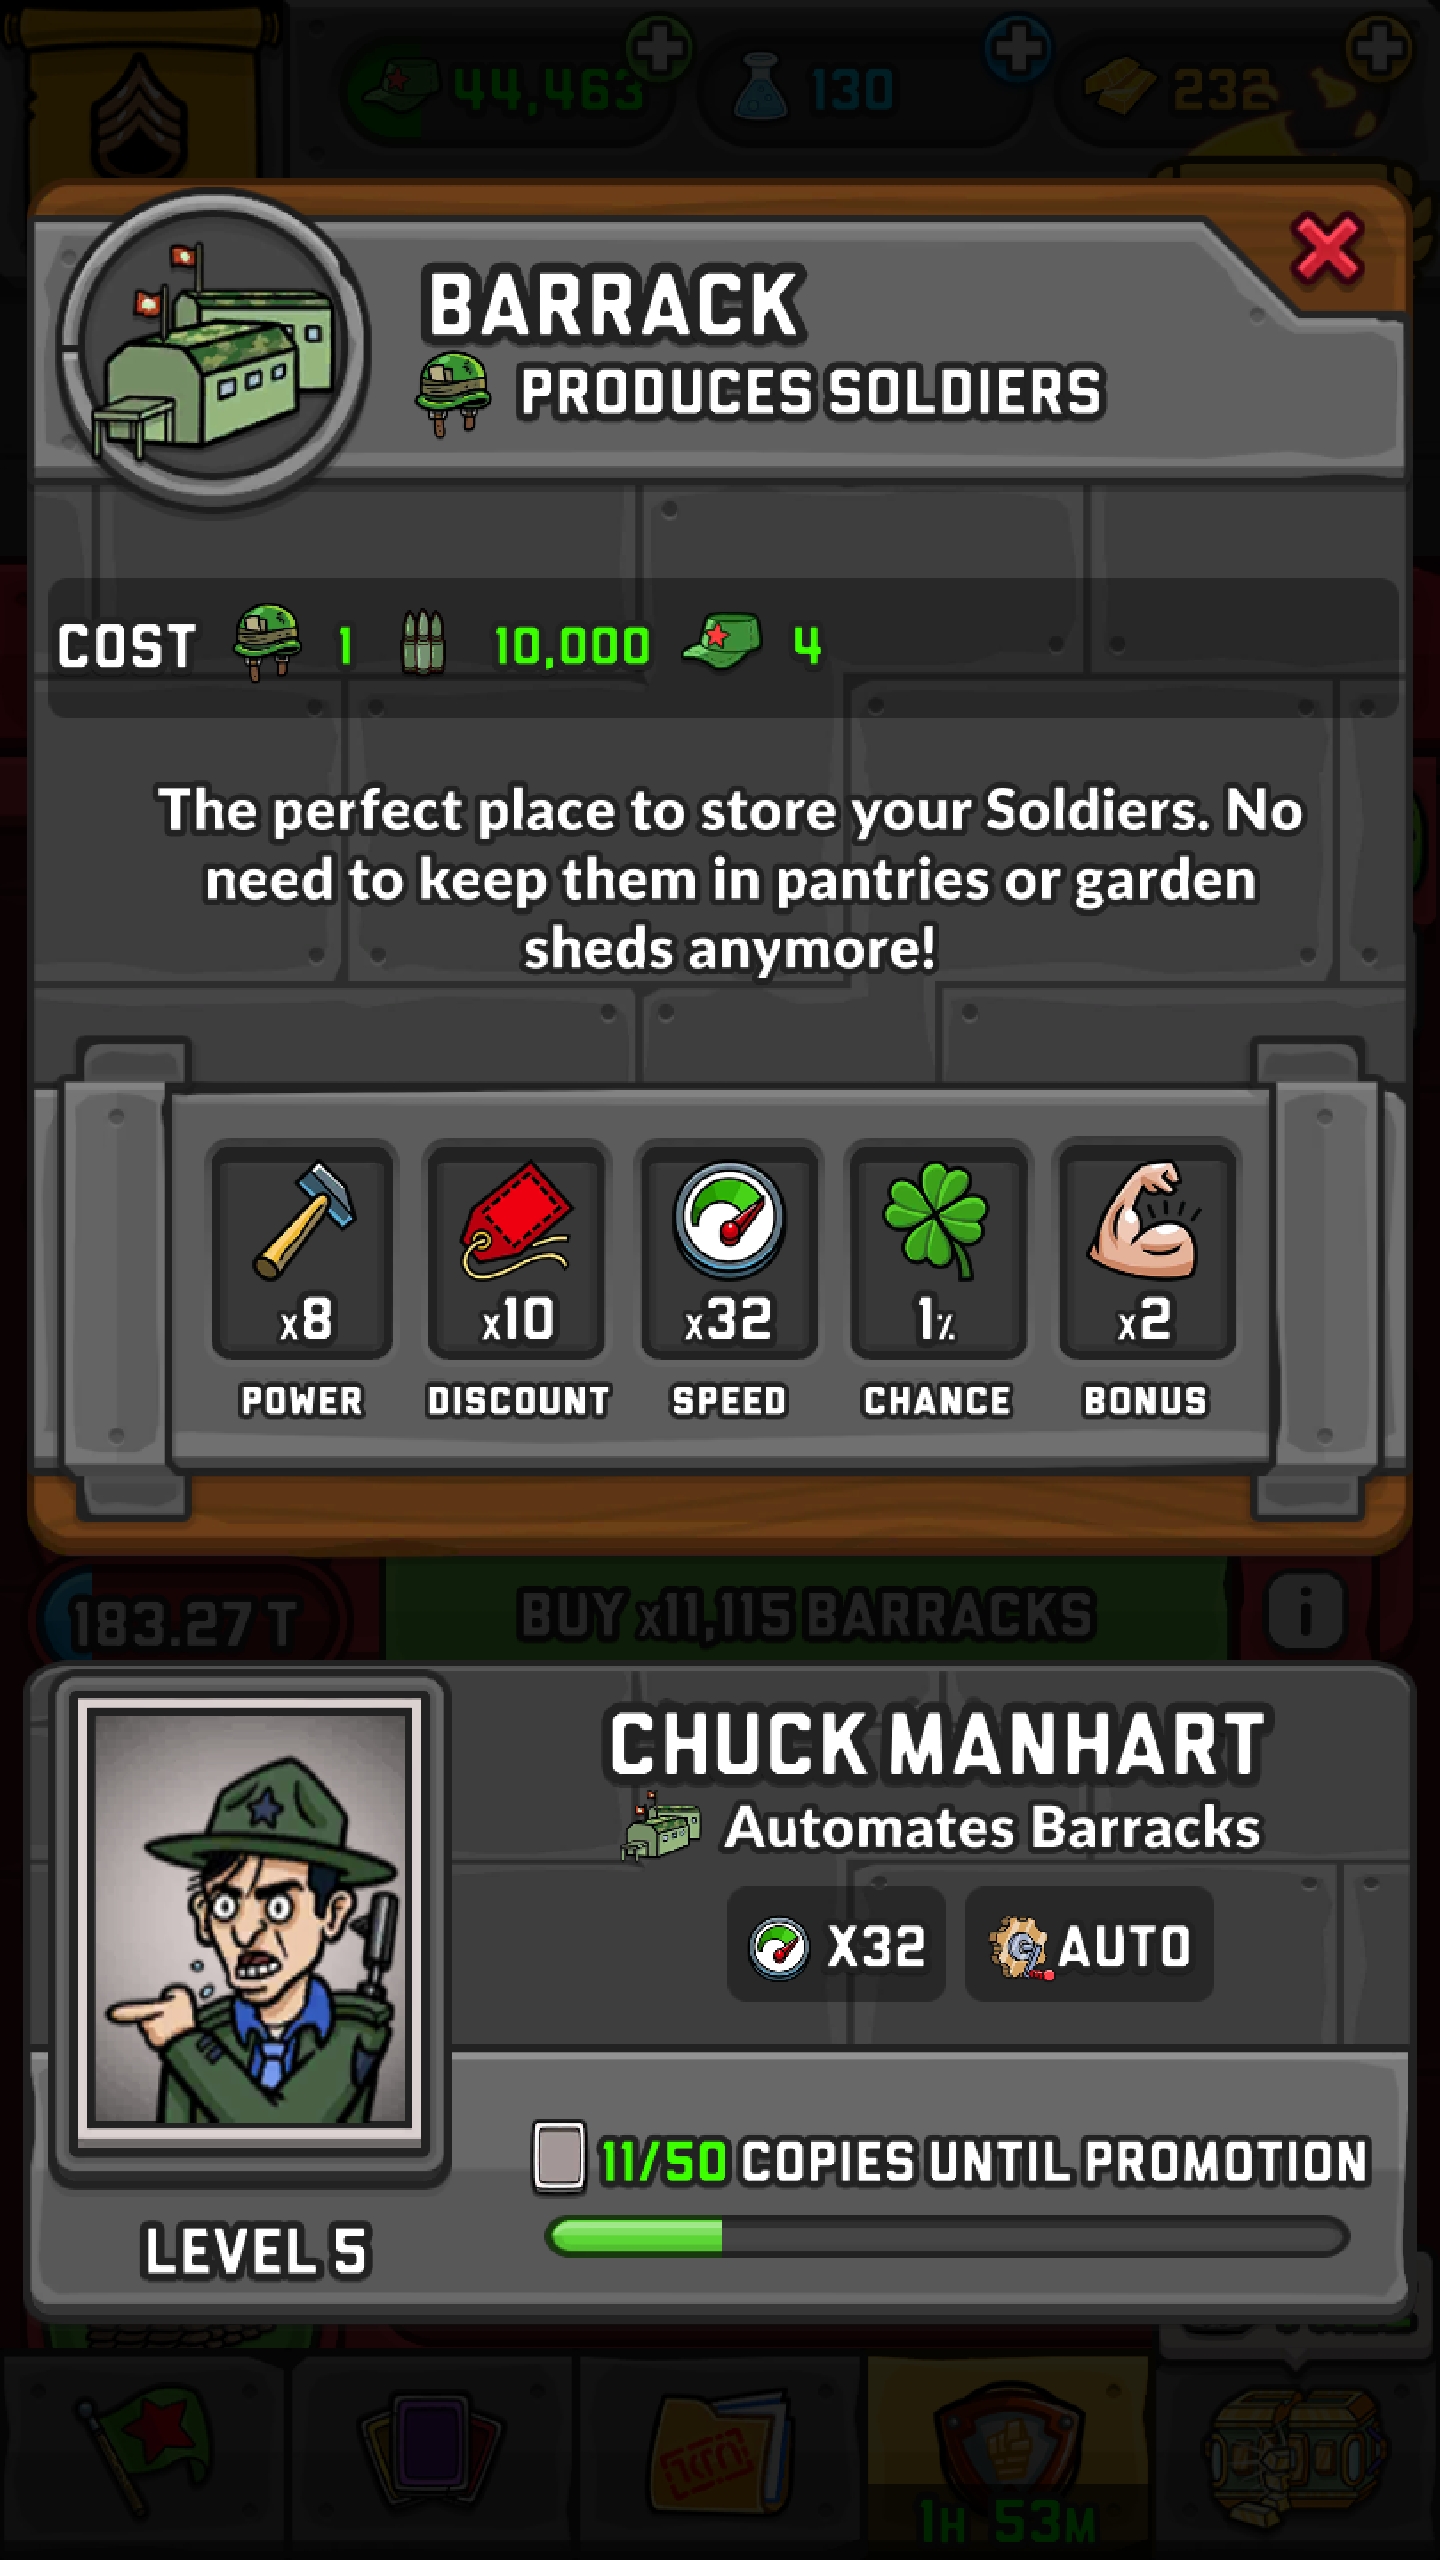 44,463
130
232
BARRACK
PRODUCES SOLDIERS
COST 1 10,000 4
The perfect place to store your Soldiers. No
need to keep them in pantries or garden
sheds anymore!
x8 x10 x32 1% x2
POWER DISCOUNT SPEED CHANCE BONUS
183.27 T BUY x11,115 BARRACKS i
CHUCK MANHART
Automates Barracks
X32 AUTO
11/50 COPIES UNTIL PROMOTION
LEVEL 5
1H 53M